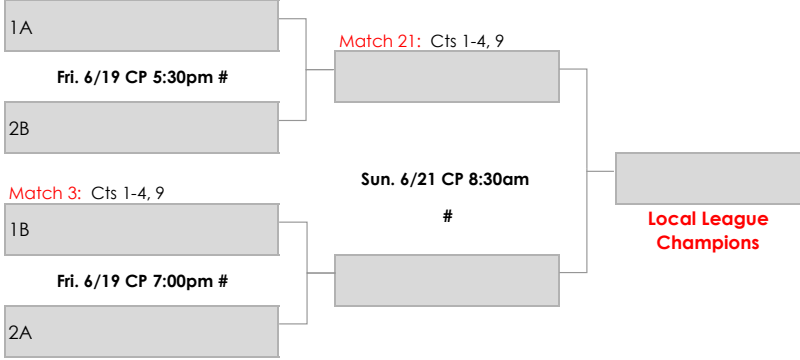 1A
Fri. 6/19 CP 5:30pm #
2B
Match 21: Cts 1-4, 9
Match 3: Cts 1-4, 9
1B
Fri. 6/19 CP 7:00pm #
2A
Sun. 6/21 CP 8:30am
#
Local League
Champions